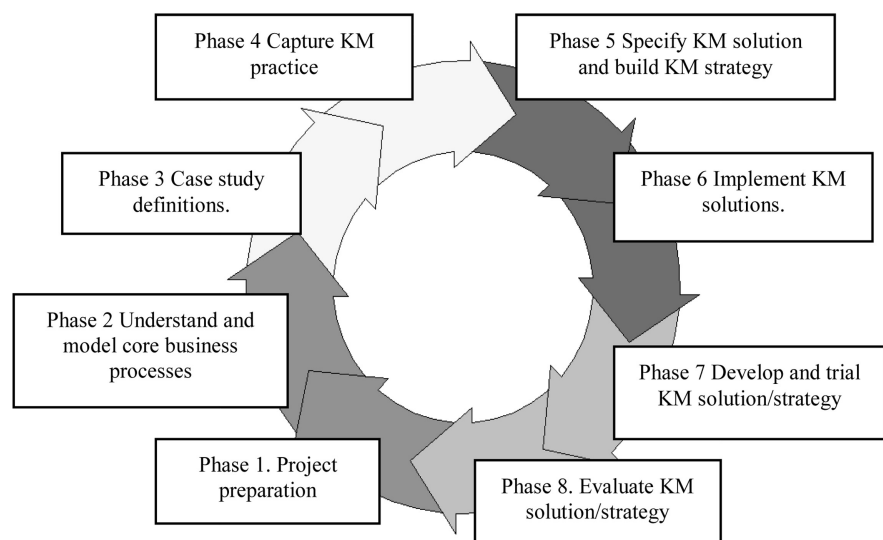 Phase 4 Capture KM
practice
Phase 5 Specify KM solution
and build KM strategy
Phase 3 Case study
definitions.
Phase 6 Implement KM
solutions.
Phase 2 Understand and
model core business
processes
Phase 7 Develop and trial
KM solution/strategy
Phase 1. Project
preparation
Phase 8. Evaluate KM
solution/strategy